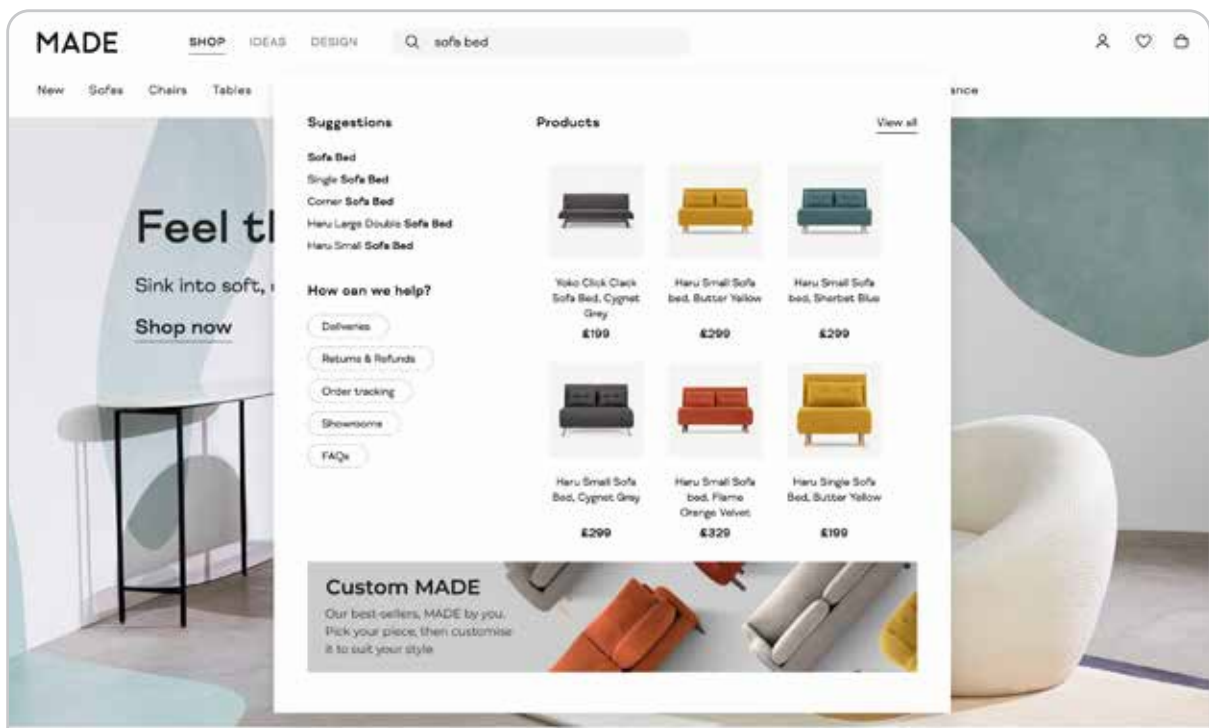 MADE
SHOP IDEAS DESIGN sofa bed
New Sofas Chairs Tables
Suggestions
Sofa Bed
Single Sofa Bed
Corner Sofa Bed
Haru Large Double Sofa Bed
Haru Small Sofa Bed
How can we help?
Deliveries
Returns & Refunds
Order tracking
Showrooms
FAQs
Products View all
Yoko Click Clack
Sofa Bed, Cygnet
Grey
£199
Haru Small Sofa
bed, Butter Yellow
£299
Haru Small Sofa
bed, Sherbet Blue
£299
Haru Small Sofa
Bed, Cygnet Grey
£299
Haru Small Sofa
bed, Flame
Orange Velvet
£329
Haru Single Sofa
Bed, Butter Yellow
£199
Custom MADE
Our best-sellers, MADE by you.
Pick your piece, then customise
it to suit your style
Feel
Sink into soft,
Shop now